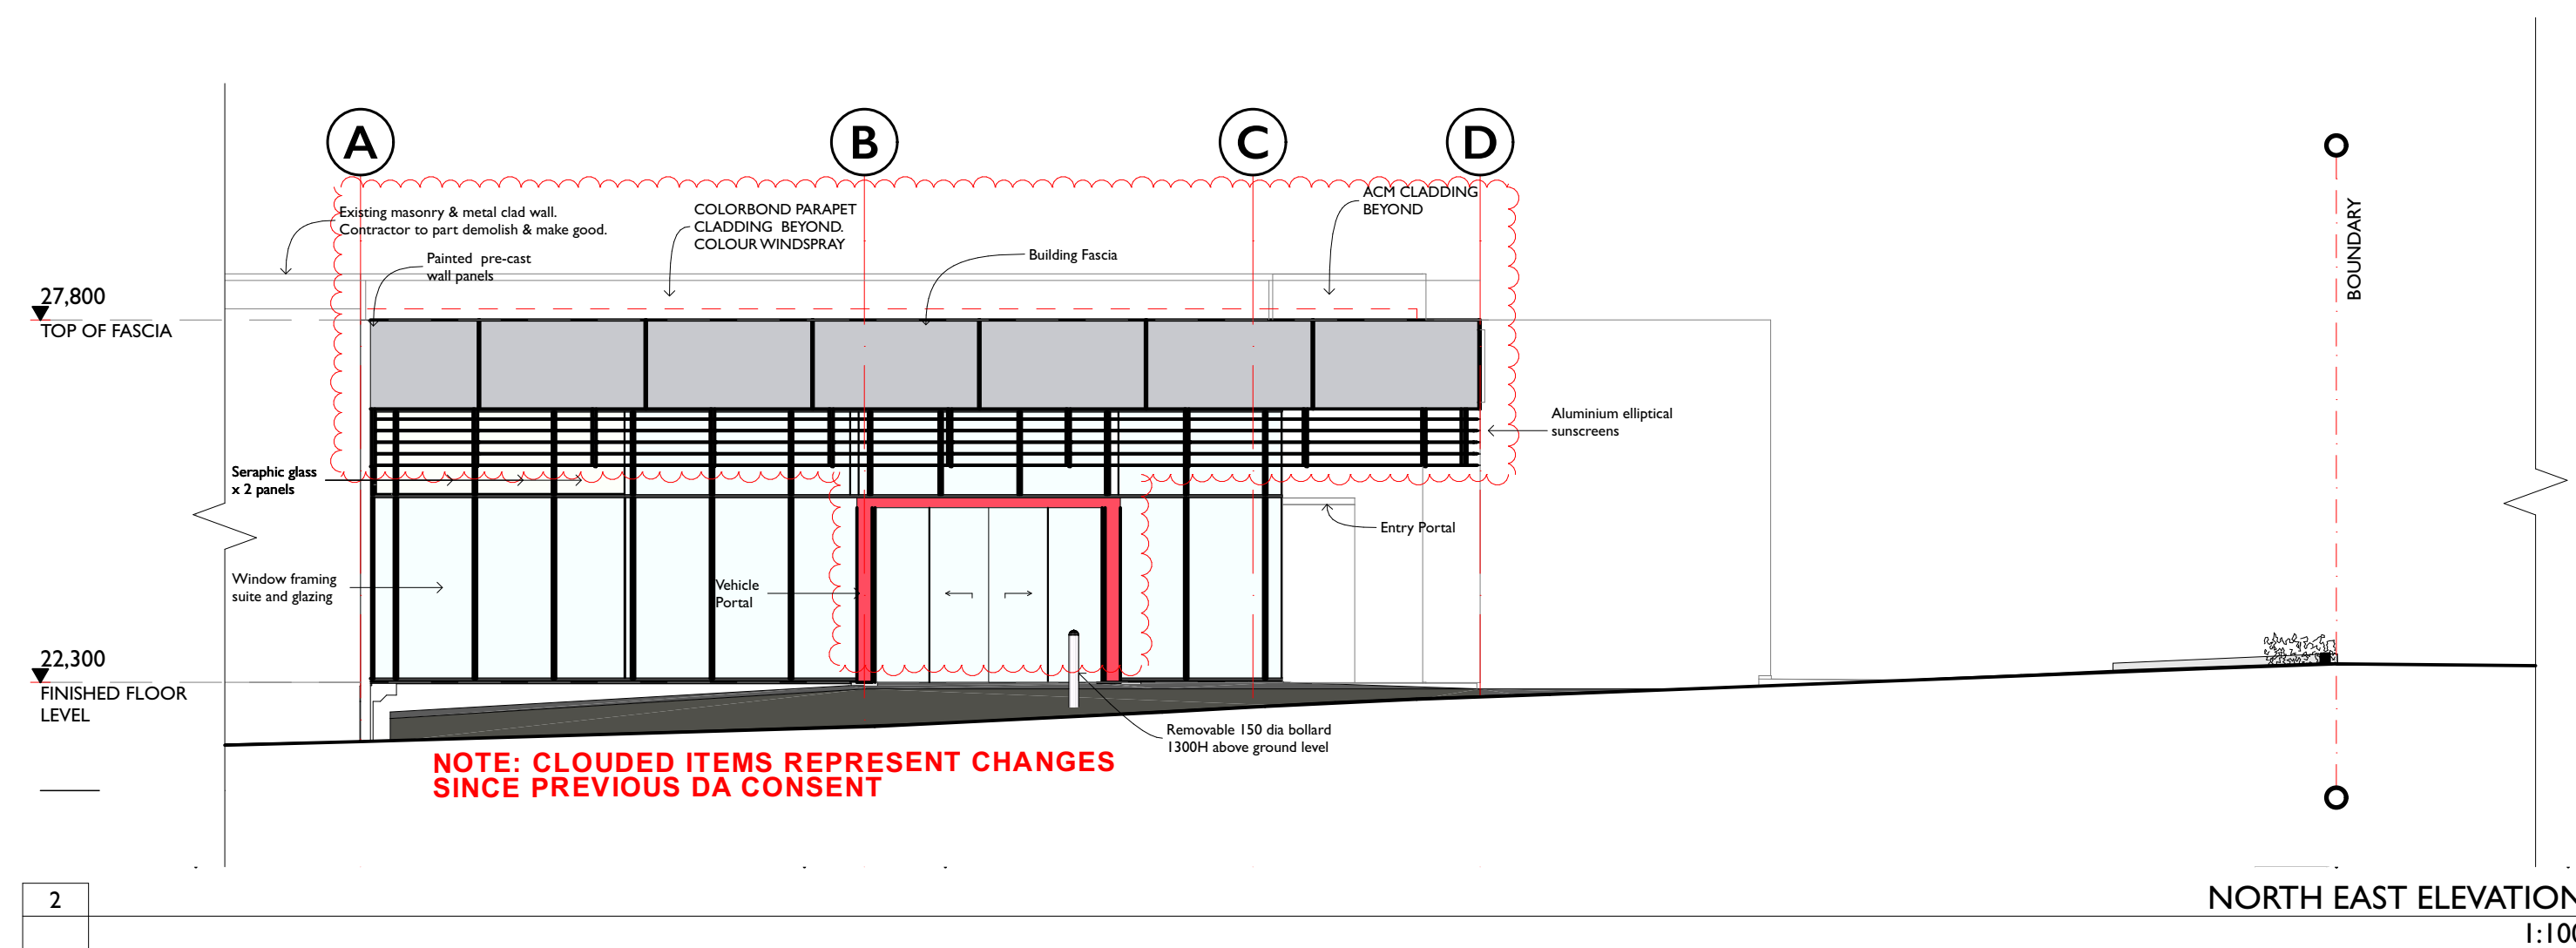 A
B
C
D
ACM CLADDING
BEYOND
Existing masonry & metal clad wall.
Contractor to part demolish & make good.
COLORBOND PARAPET
CLADDING BEYOND.
COLOUR WINDSPRAY
BOUNDARY
Painted pre-cast
wall panels
Building Fascia
27,800
TOP OF FASCIA
Aluminium elliptical
sunscreens
Seraphic glass
x 2 panels
Entry Portal
Window framing
suite and glazing
Vehicle
Portal
22,300
FINISHED FLOOR
LEVEL
Removable 150 dia bollard
1300H above ground level
NOTE: CLOUDED ITEMS REPRESENT CHANGES
SINCE PREVIOUS DA CONSENT
2
NORTH EAST ELEVATION
1:100